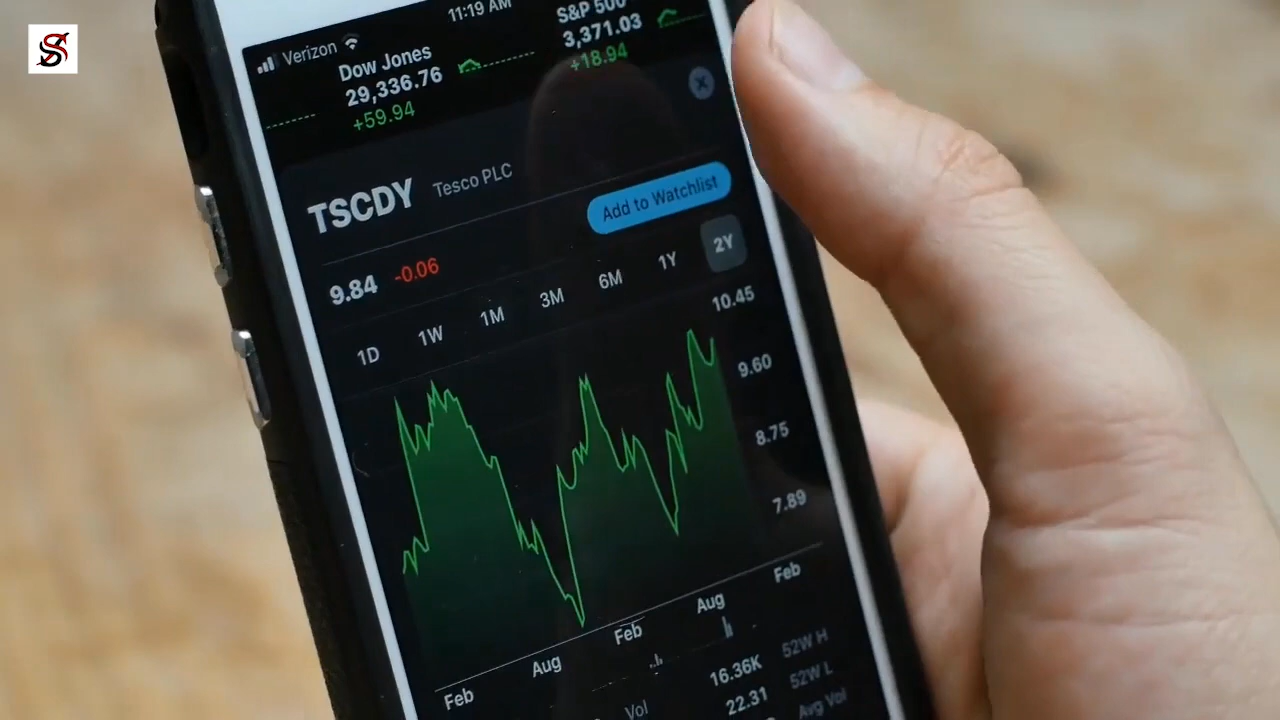 Verizon 11:19 AM
Dow Jones
29,336.76
+59.94
S&P 500
3,371.03
+18.94
TSCDY Tesco PLC
Add to Watchlist
9.84 -0.06
1D 1W 1M 3M 6M 1Y 2Y
10.45
9.60
8.75
7.89
Feb Aug Feb Aug Feb
Vol 16.36K 52W H
22.31 52W L
Avg Vol